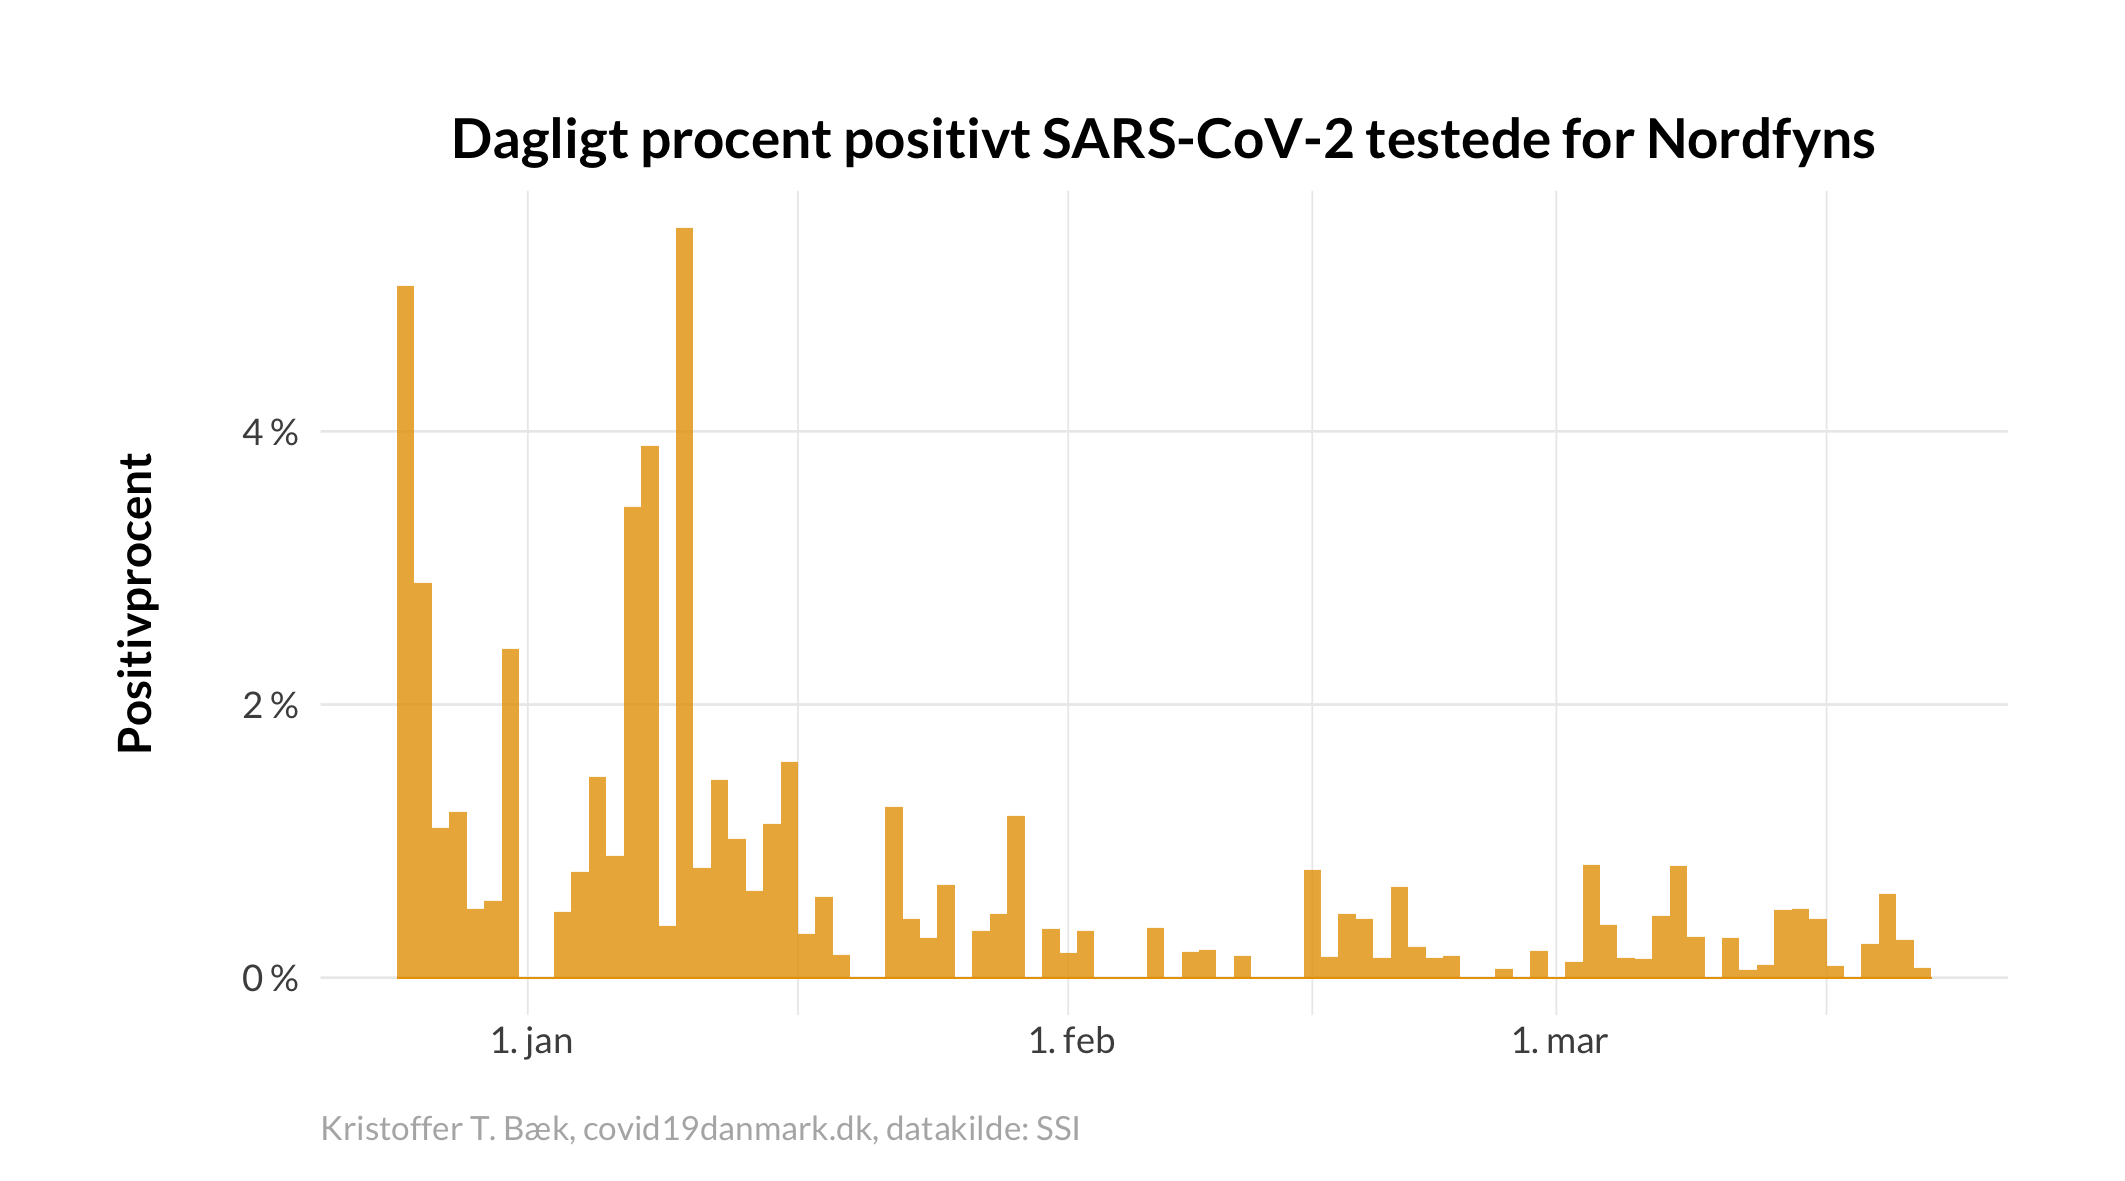 Dagligt procent positivt SARS-CoV-2 testede for Nordfyns
Positivprocent
4 %
2 %
0 %
1. jan
1. feb
1. mar
Kristoffer T. Bæk, covid19danmark.dk, datakilde: SSI